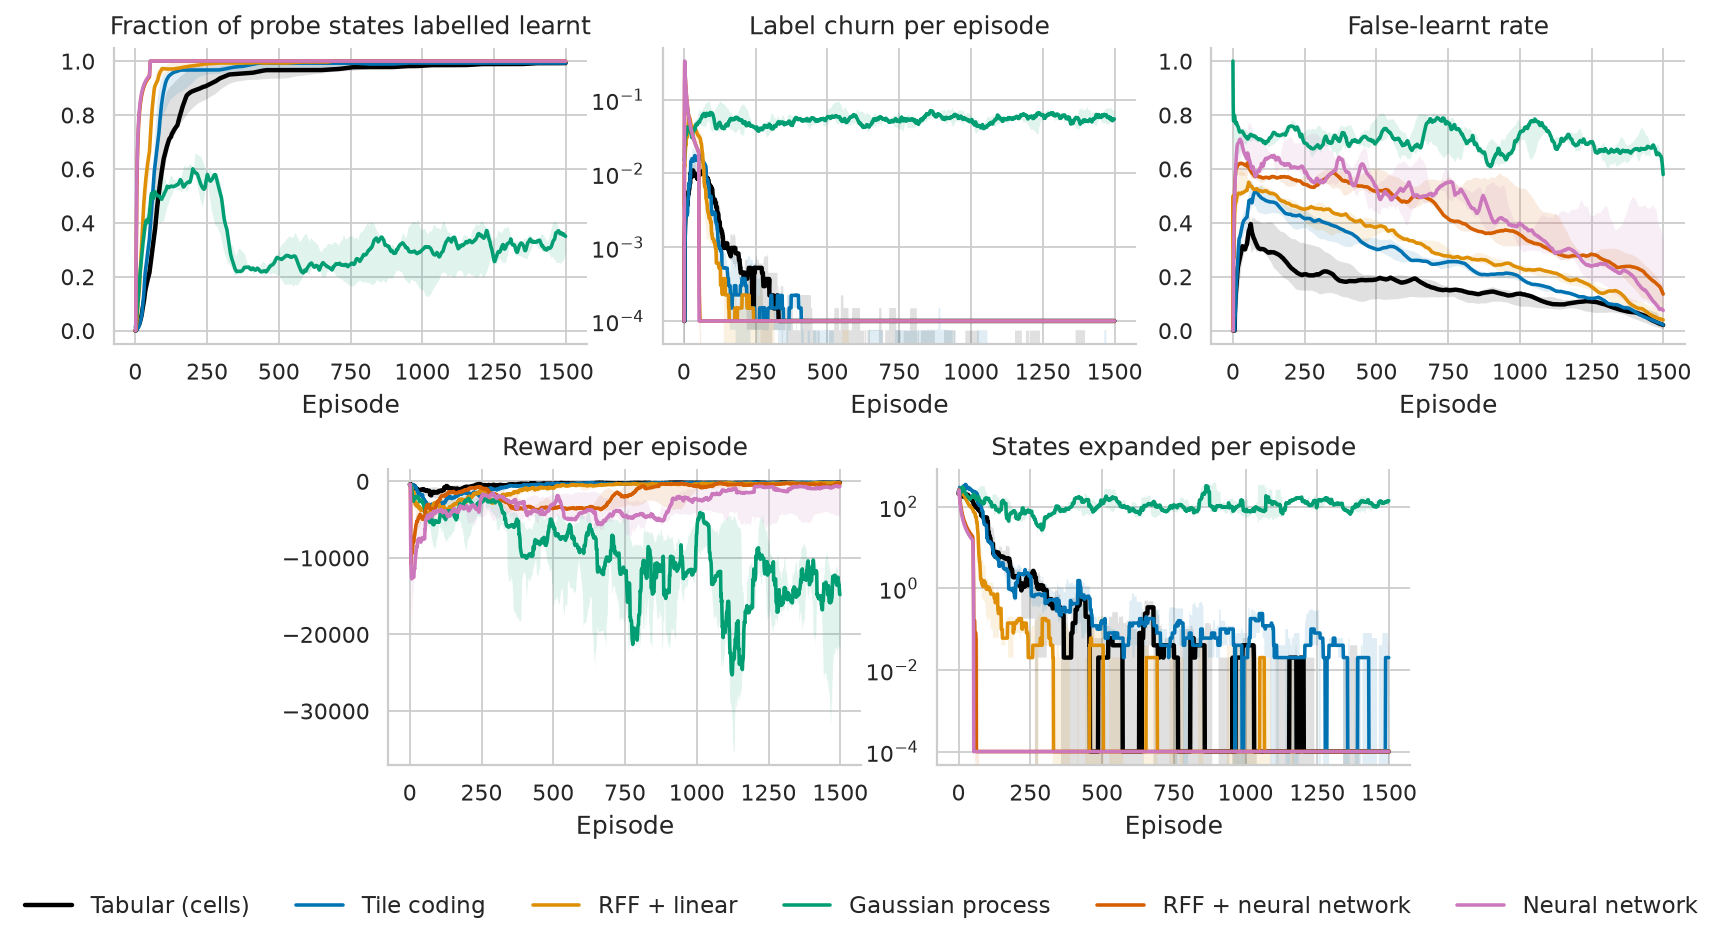 Fraction of probe states labelled learnt
1.0
0.8
0.6
0.4
0.2
0.0
0 250 500 750 1000 1250 1500
Episode
Label churn per episode
10⁻¹
10⁻²
10⁻³
10⁻⁴
0 250 500 750 1000 1250 1500
Episode
False-learnt rate
1.0
0.8
0.6
0.4
0.2
0.0
0 250 500 750 1000 1250 1500
Episode
Reward per episode
0
−10000
−20000
−30000
0 250 500 750 1000 1250 1500
Episode
States expanded per episode
10²
10⁰
10⁻²
10⁻⁴
0 250 500 750 1000 1250 1500
Episode
Tabular (cells) Tile coding RFF + linear Gaussian process RFF + neural network Neural network